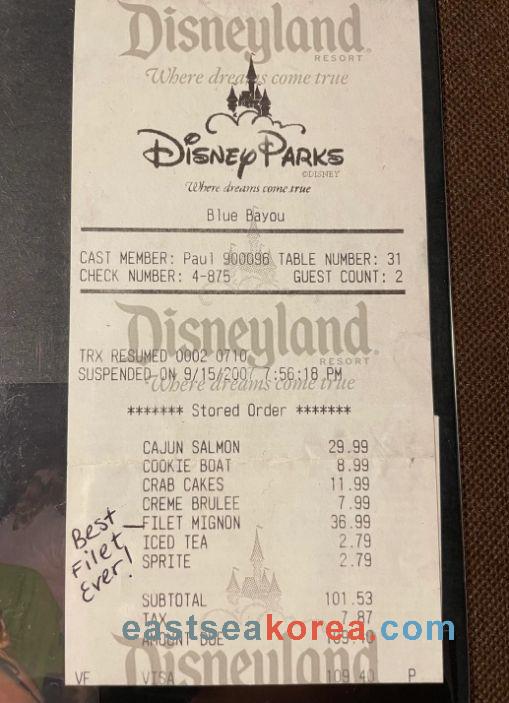 Disneyland
RESORT
Where dreams come true
DISNEY PARKS
©DISNEY
Where dreams come true
Blue Bayou
CAST MEMBER: Paul 900096 TABLE NUMBER: 31
CHECK NUMBER: 4-875 GUEST COUNT: 2
Disneyland
TRX RESUMED 0002 0710
RESORT
SUSPENDED ON 9/15/2007 7:56:18 PM
Where dreams come true
******* Stored Order *******
CAJUN SALMON 29.99
COOKIE BOAT 8.99
CRAB CAKES 11.99
CREME BRULEE 7.99
Best Filet Ever!
FILET MIGNON 36.99
ICED TEA 2.79
SPRITE 2.79
SUBTOTAL 101.53
TAX 7.87
eastseakorea.com
AMOUNT DUE 109.40
Disneyland
VF VISA 109.40 P